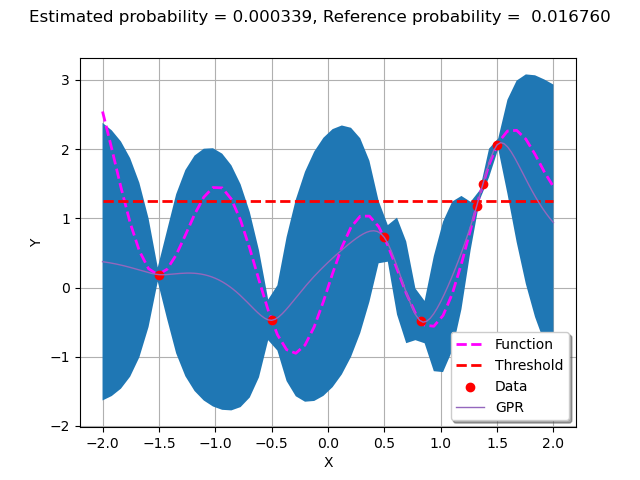 Estimated probability = 0.000339, Reference probability =  0.016760
3
2
1
0
−1
−2
Y
−2.0 −1.5 −1.0 −0.5 0.0 0.5 1.0 1.5 2.0
X
Function
Threshold
Data
GPR